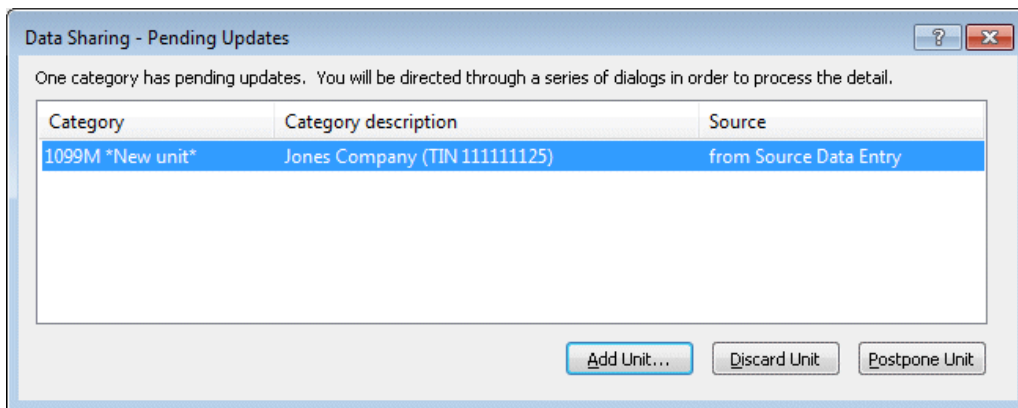 Data Sharing - Pending Updates
One category has pending updates. You will be directed through a series of dialogs in order to process the detail.
Category Category description Source
1099M *New unit* Jones Company (TIN 111111125) from Source Data Entry
Add Unit... Discard Unit Postpone Unit